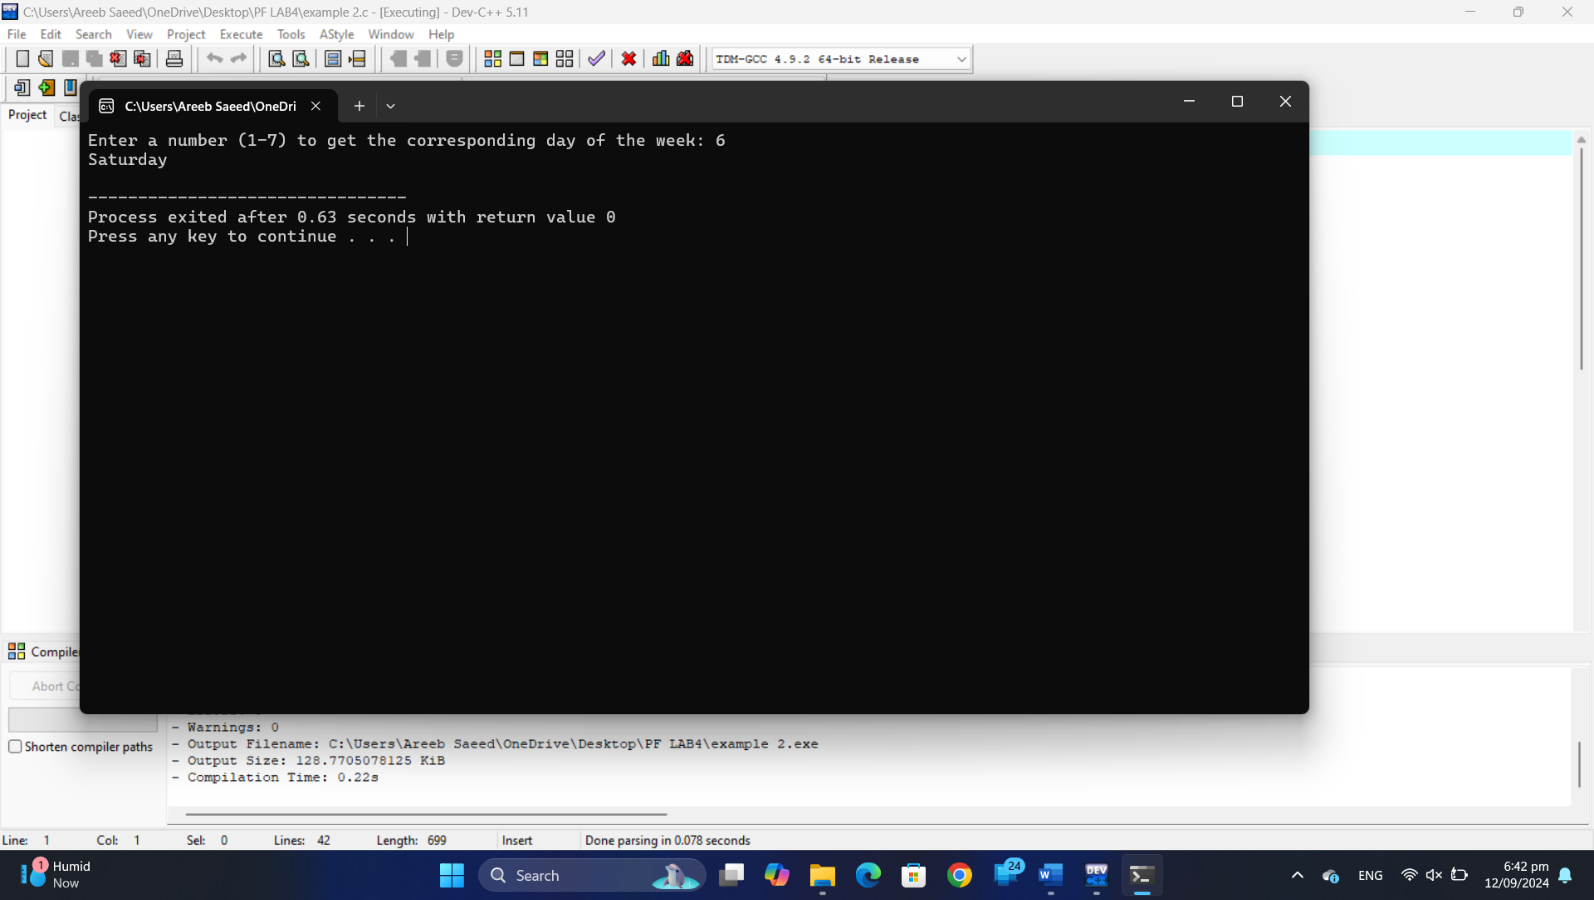 C:\Users\Areeb Saeed\OneDrive\Desktop\PF LAB4\example 2.c - [Executing] - Dev-C++ 5.11
File Edit Search View Project Execute Tools AStyle Window Help
TDM-GCC 4.9.2 64-bit Release
Project
C:\Users\Areeb Saeed\OneDri
Enter a number (1-7) to get the corresponding day of the week: 6
Saturday
--------------------------------
Process exited after 0.63 seconds with return value 0
Press any key to continue . . .
Compiler
Abort
- Warnings: 0
Shorten compiler paths
- Output Filename: C:\Users\Areeb Saeed\OneDrive\Desktop\PF LAB4\example 2.exe
- Output Size: 128.7705078125 KiB
- Compilation Time: 0.22s
Line: 1 Col: 1 Sel: 0 Lines: 42 Length: 699 Insert Done parsing in 0.078 seconds
1 Humid
Now
Search
24
W
DEV
ENG
6:42 pm
12/09/2024